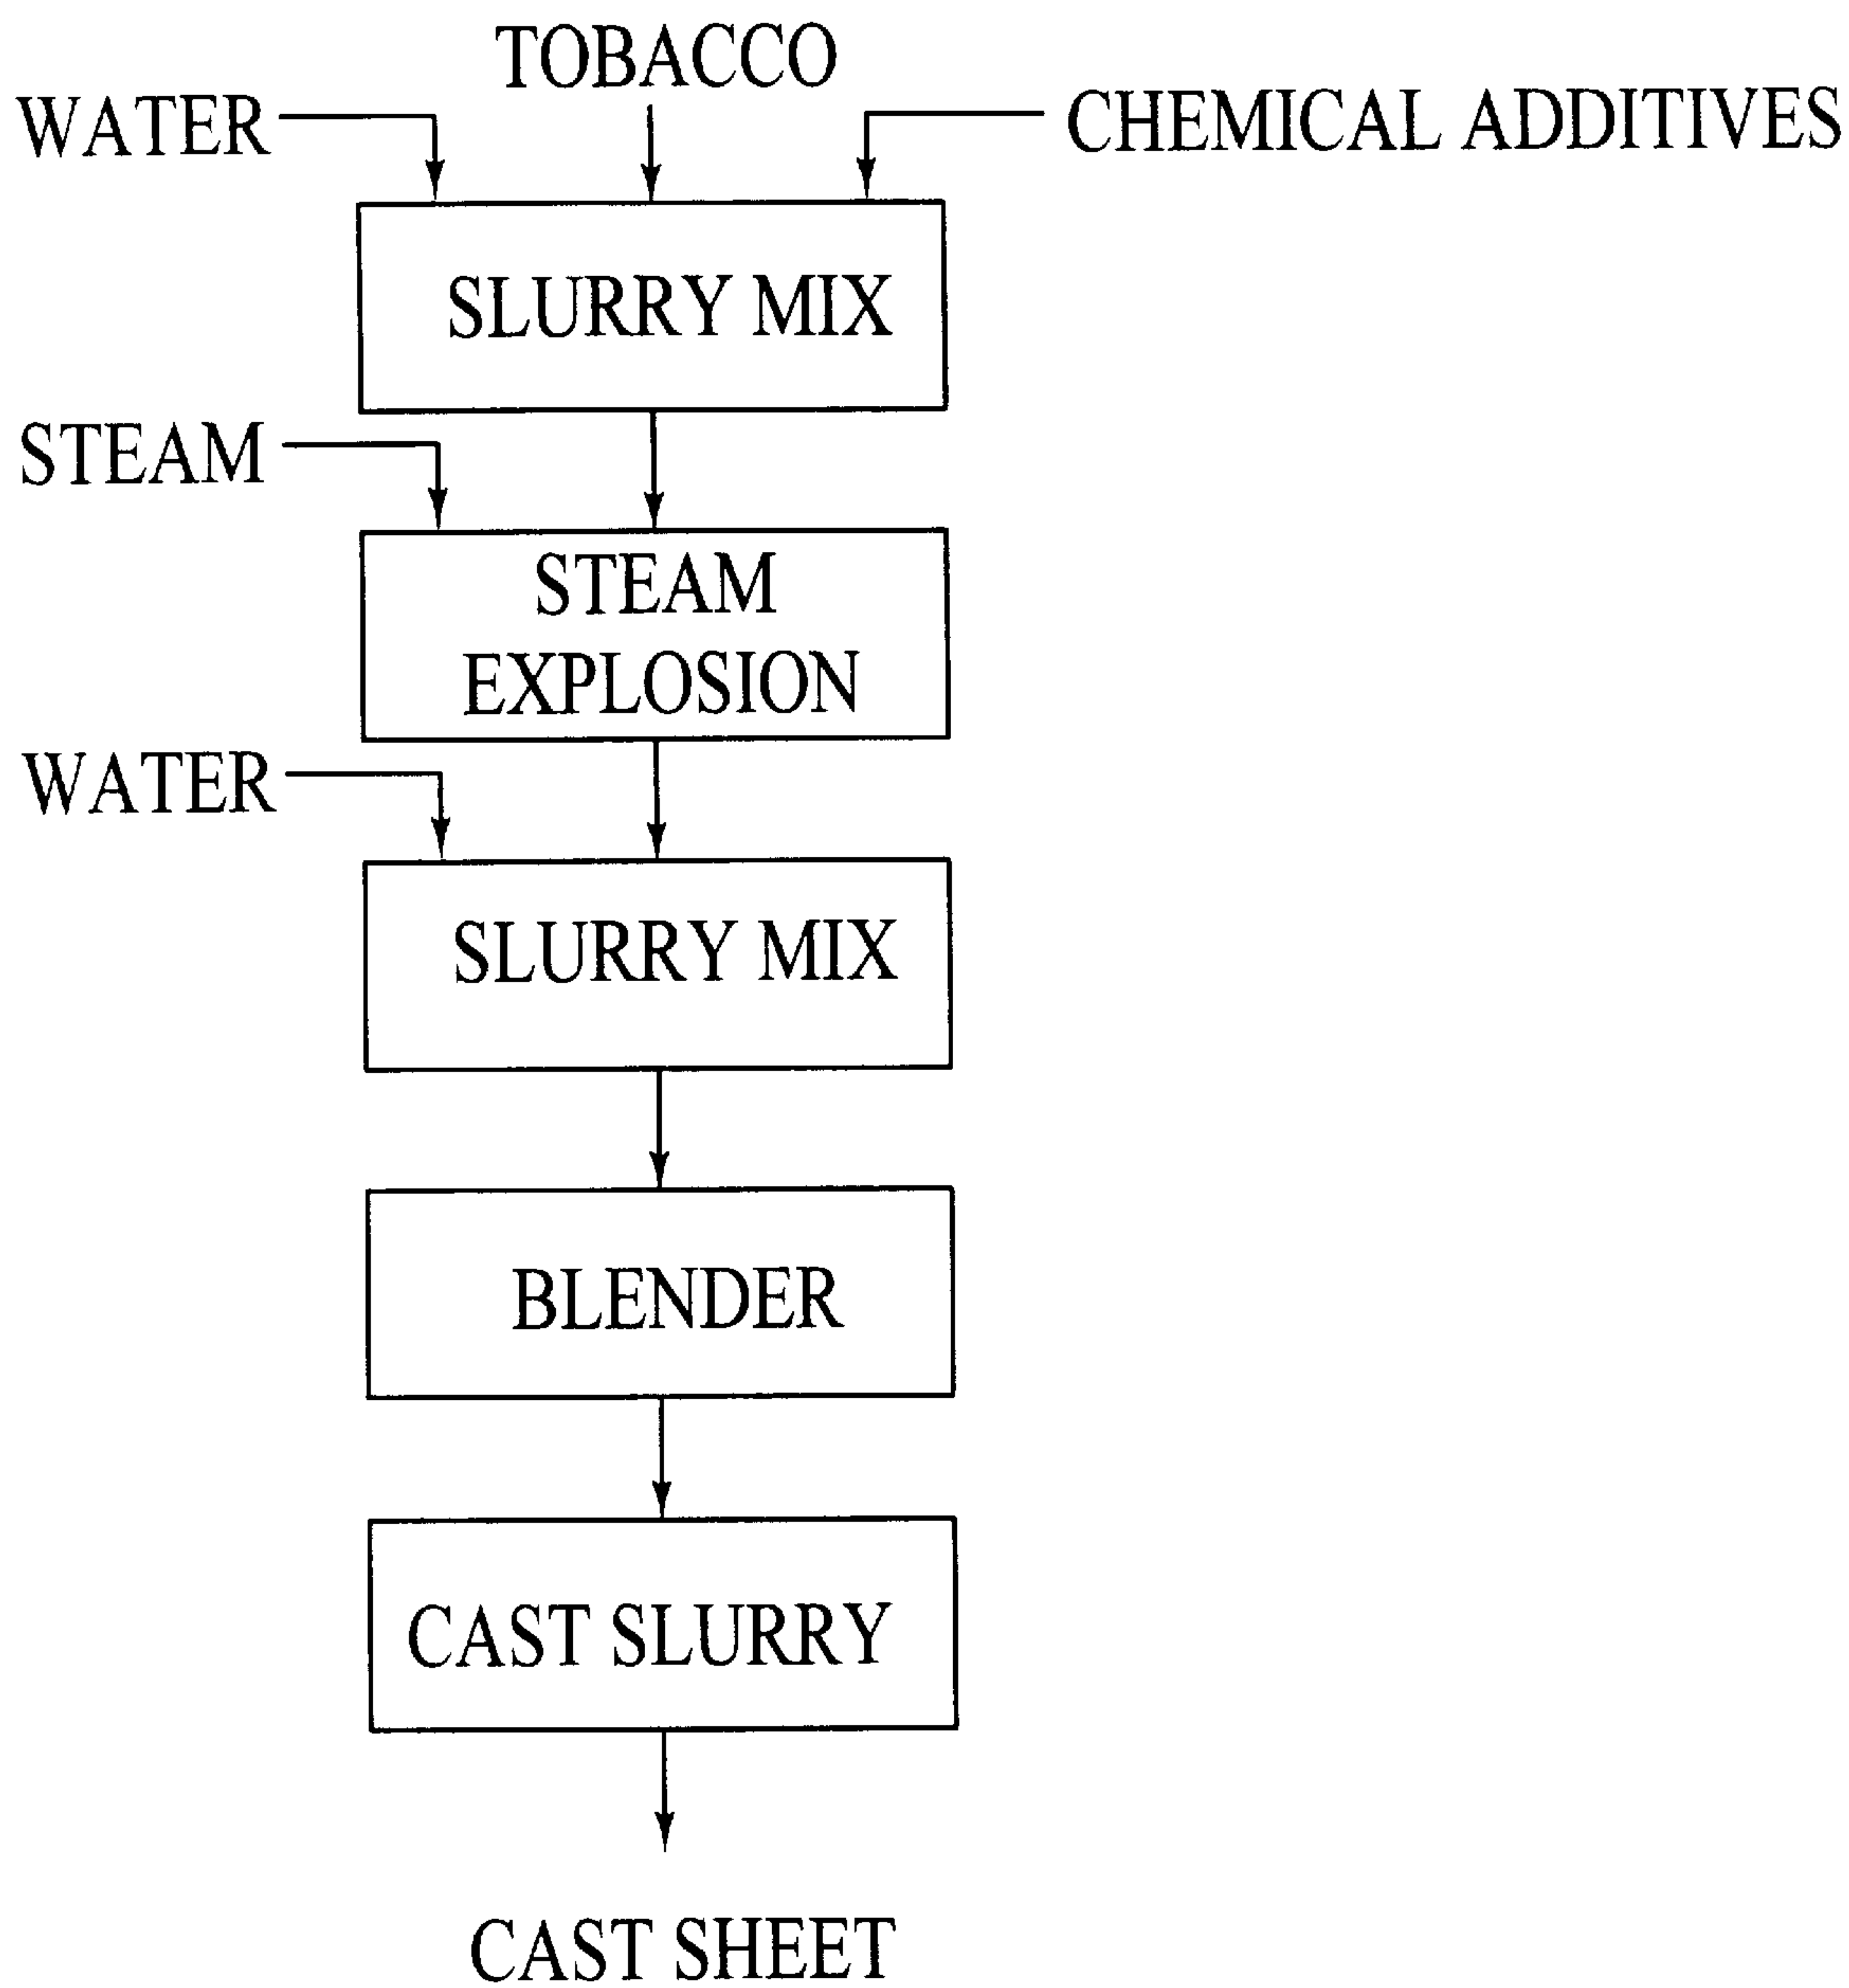 TOBACCO
WATER
CHEMICAL ADDITIVES
SLURRY MIX
STEAM
STEAM
EXPLOSION
WATER
SLURRY MIX
BLENDER
CAST SLURRY
CAST SHEET